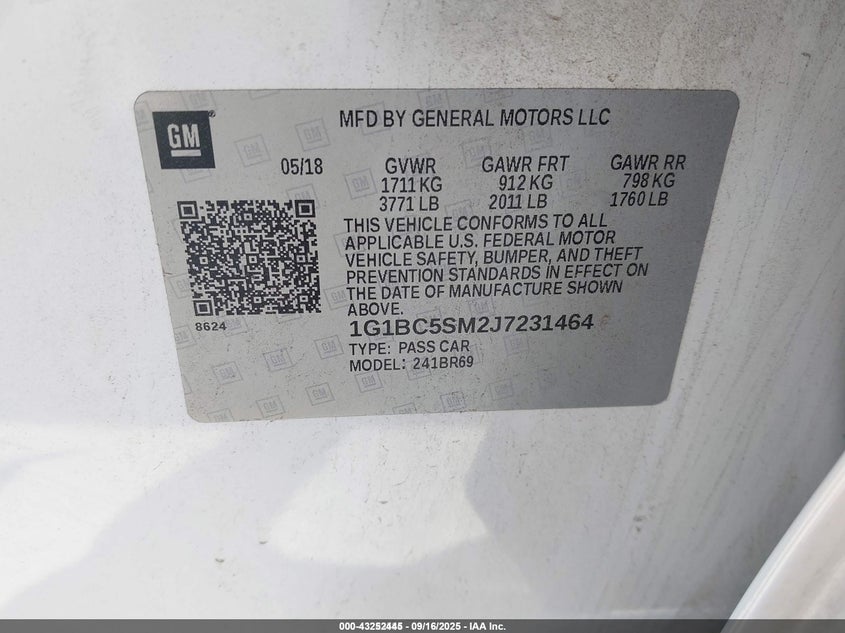 GM
MFD BY GENERAL MOTORS LLC
05/18 GVWR GAWR FRT GAWR RR
1711 KG 912 KG 798 KG
3771 LB 2011 LB 1760 LB
THIS VEHICLE CONFORMS TO ALL
APPLICABLE U.S. FEDERAL MOTOR
VEHICLE SAFETY, BUMPER, AND THEFT
PREVENTION STANDARDS IN EFFECT ON
THE DATE OF MANUFACTURE SHOWN
ABOVE.
8624
1G1BC5SM2J7231464
TYPE: PASS CAR
MODEL: 241BR69
000-43252445 - 09/16/2025 - IAA Inc.